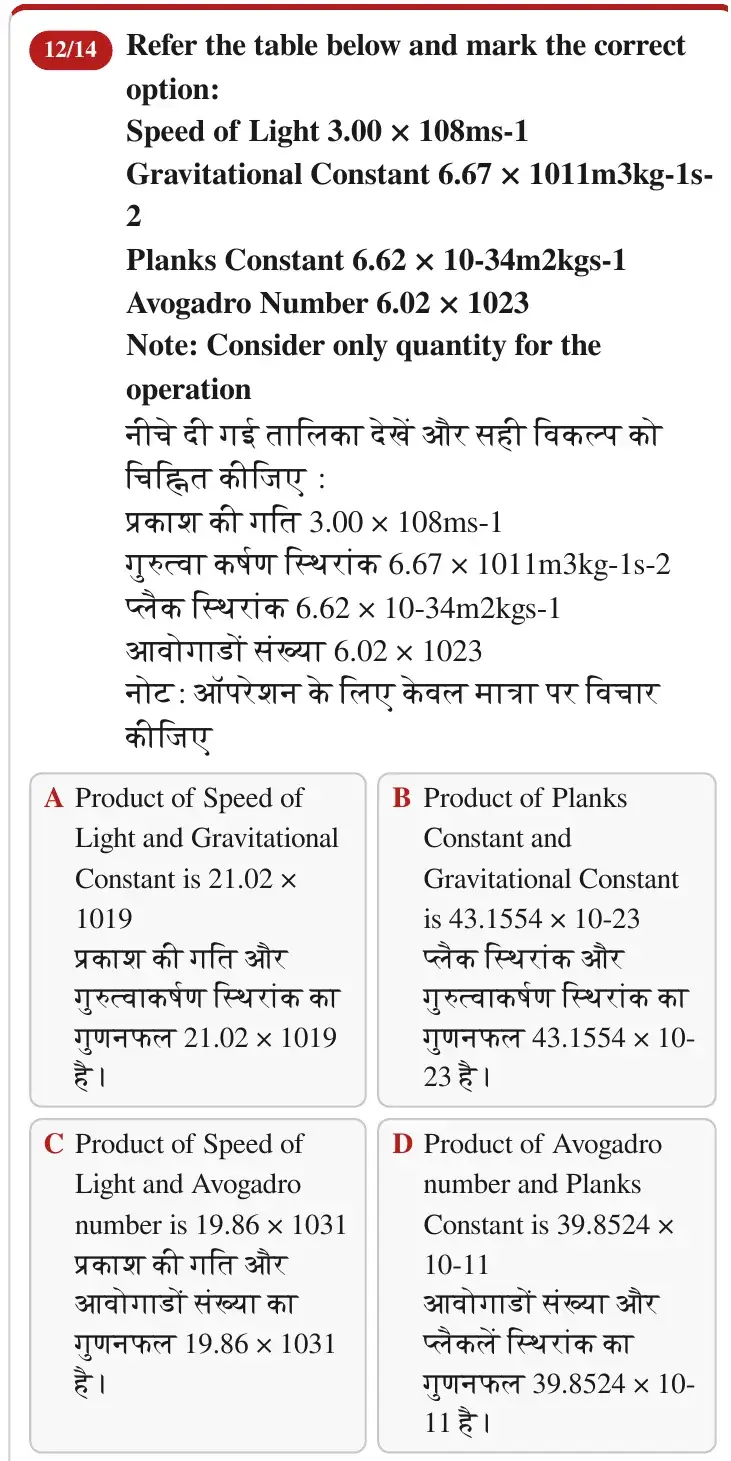 12/14 Refer the table below and mark the correct
option:
Speed of Light 3.00 × 108ms-1
Gravitational Constant 6.67 × 1011m3kg-1s-
2
Planks Constant 6.62 × 10-34m2kgs-1
Avogadro Number 6.02 × 1023
Note: Consider only quantity for the
operation
नीचे दी गई तालिका देखें और सही विकल्प को
चिह्नित कीजिए :
प्रकाश की गति 3.00 × 108ms-1
गुरुत्वा कर्षण स्थिरांक 6.67 × 1011m3kg-1s-2
प्लैक स्थिरांक 6.62 × 10-34m2kgs-1
आवोगाडों संख्या 6.02 × 1023
नोट : ऑपरेशन के लिए केवल मात्रा पर विचार
कीजिए
A Product of Speed of
Light and Gravitational
Constant is 21.02 ×
1019
प्रकाश की गति और
गुरुत्वाकर्षण स्थिरांक का
गुणनफल 21.02 × 1019
है।
B Product of Planks
Constant and
Gravitational Constant
is 43.1554 × 10-23
प्लैक स्थिरांक और
गुरुत्वाकर्षण स्थिरांक का
गुणनफल 43.1554 × 10-
23 है।
C Product of Speed of
Light and Avogadro
number is 19.86 × 1031
प्रकाश की गति और
आवोगाडों संख्या का
गुणनफल 19.86 × 1031
है।
D Product of Avogadro
number and Planks
Constant is 39.8524 ×
10-11
आवोगाडों संख्या और
प्लैकलें स्थिरांक का
गुणनफल 39.8524 × 10-
11 है।